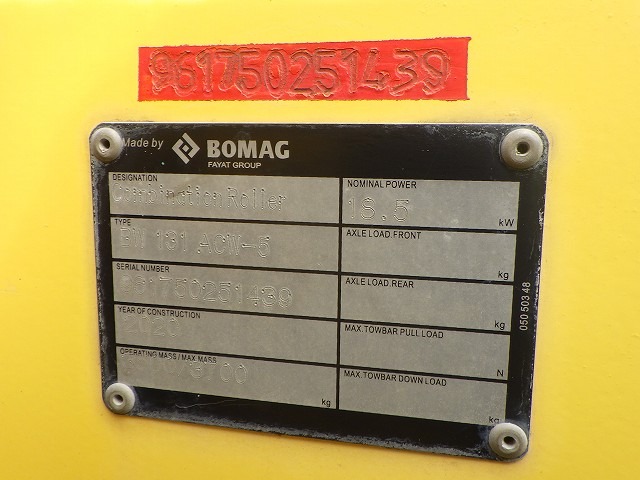 961750251439
Made by BOMAG
FAYAT GROUP
DESIGNATION
Combination Roller
NOMINAL POWER
18,5
kW
TYPE
BW 131 ACW-5
AXLE LOAD.FRONT
kg
SERIAL NUMBER
961750251439
AXLE LOAD.REAR
kg
YEAR OF CONSTRUCTION
MAX.TOWBAR PULL LOAD
N
OPERATING MASS / MAX MASS
kg
MAX.TOWBAR DOWN LOAD
kg
050 503 48